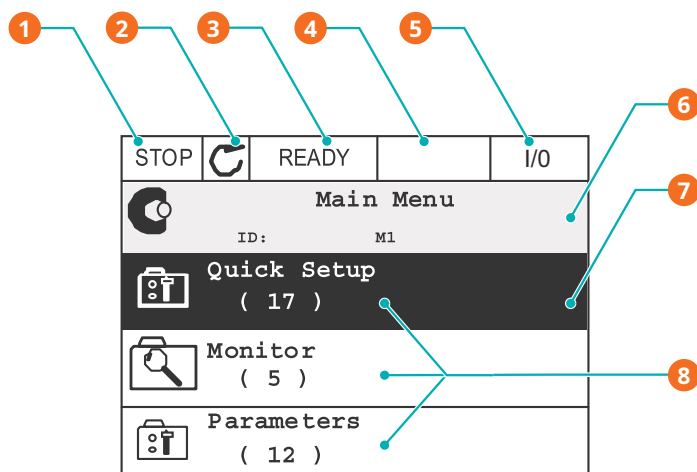 1 2 3 4 5
6
STOP READY I/0
7
Main Menu
ID: M1
Quick Setup
( 17 )
Monitor
( 5 )
8
Parameters
( 12 )